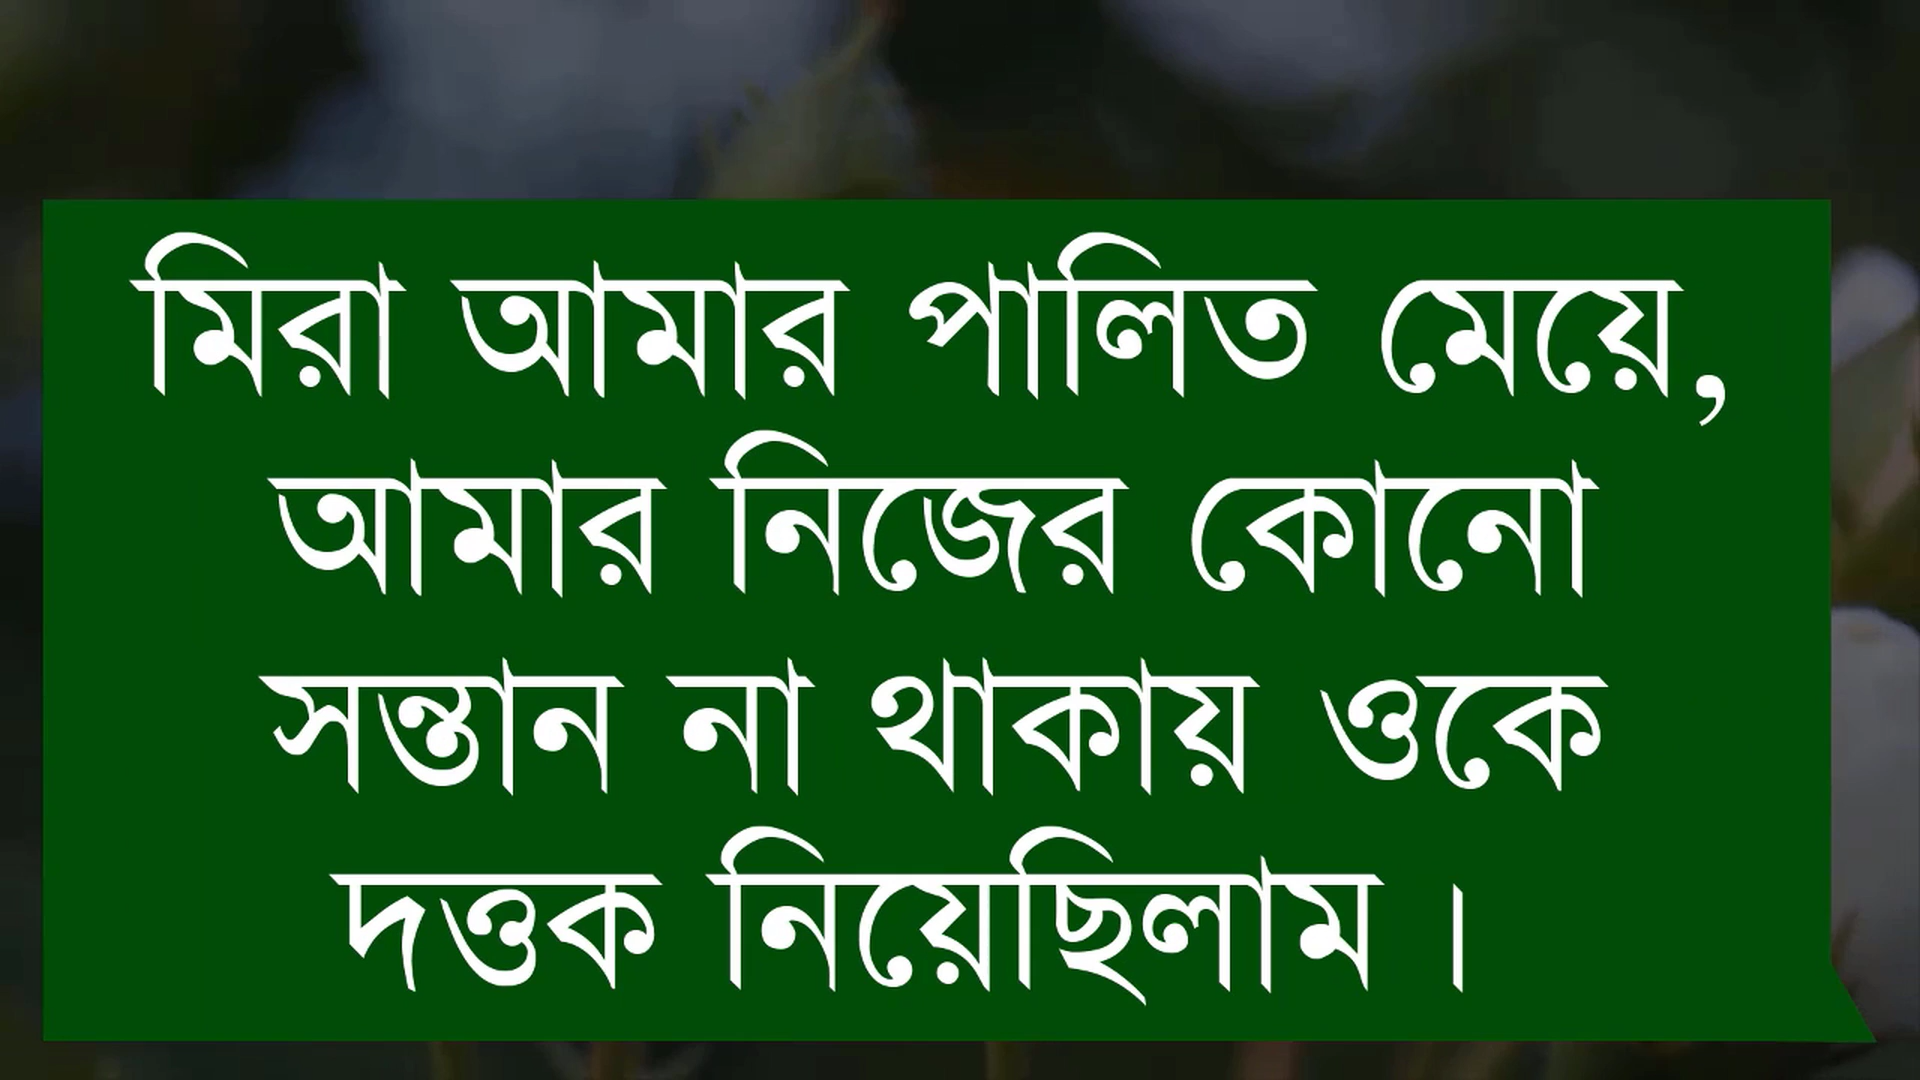 মিরা আমার পালিত মেয়ে,
আমার নিজের কোনো
সন্তান না থাকায় ওকে
দত্তক নিয়েছিলাম ।